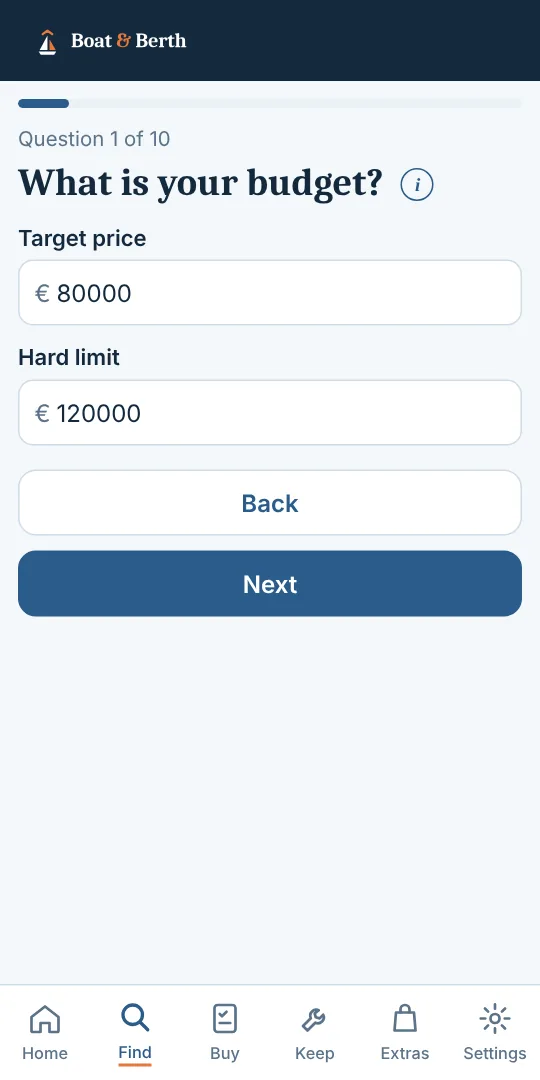 Boat & Berth
Question 1 of 10
What is your budget? i
Target price
€ 80000
Hard limit
€ 120000
Back
Next
Home Find Buy Keep Extras Settings